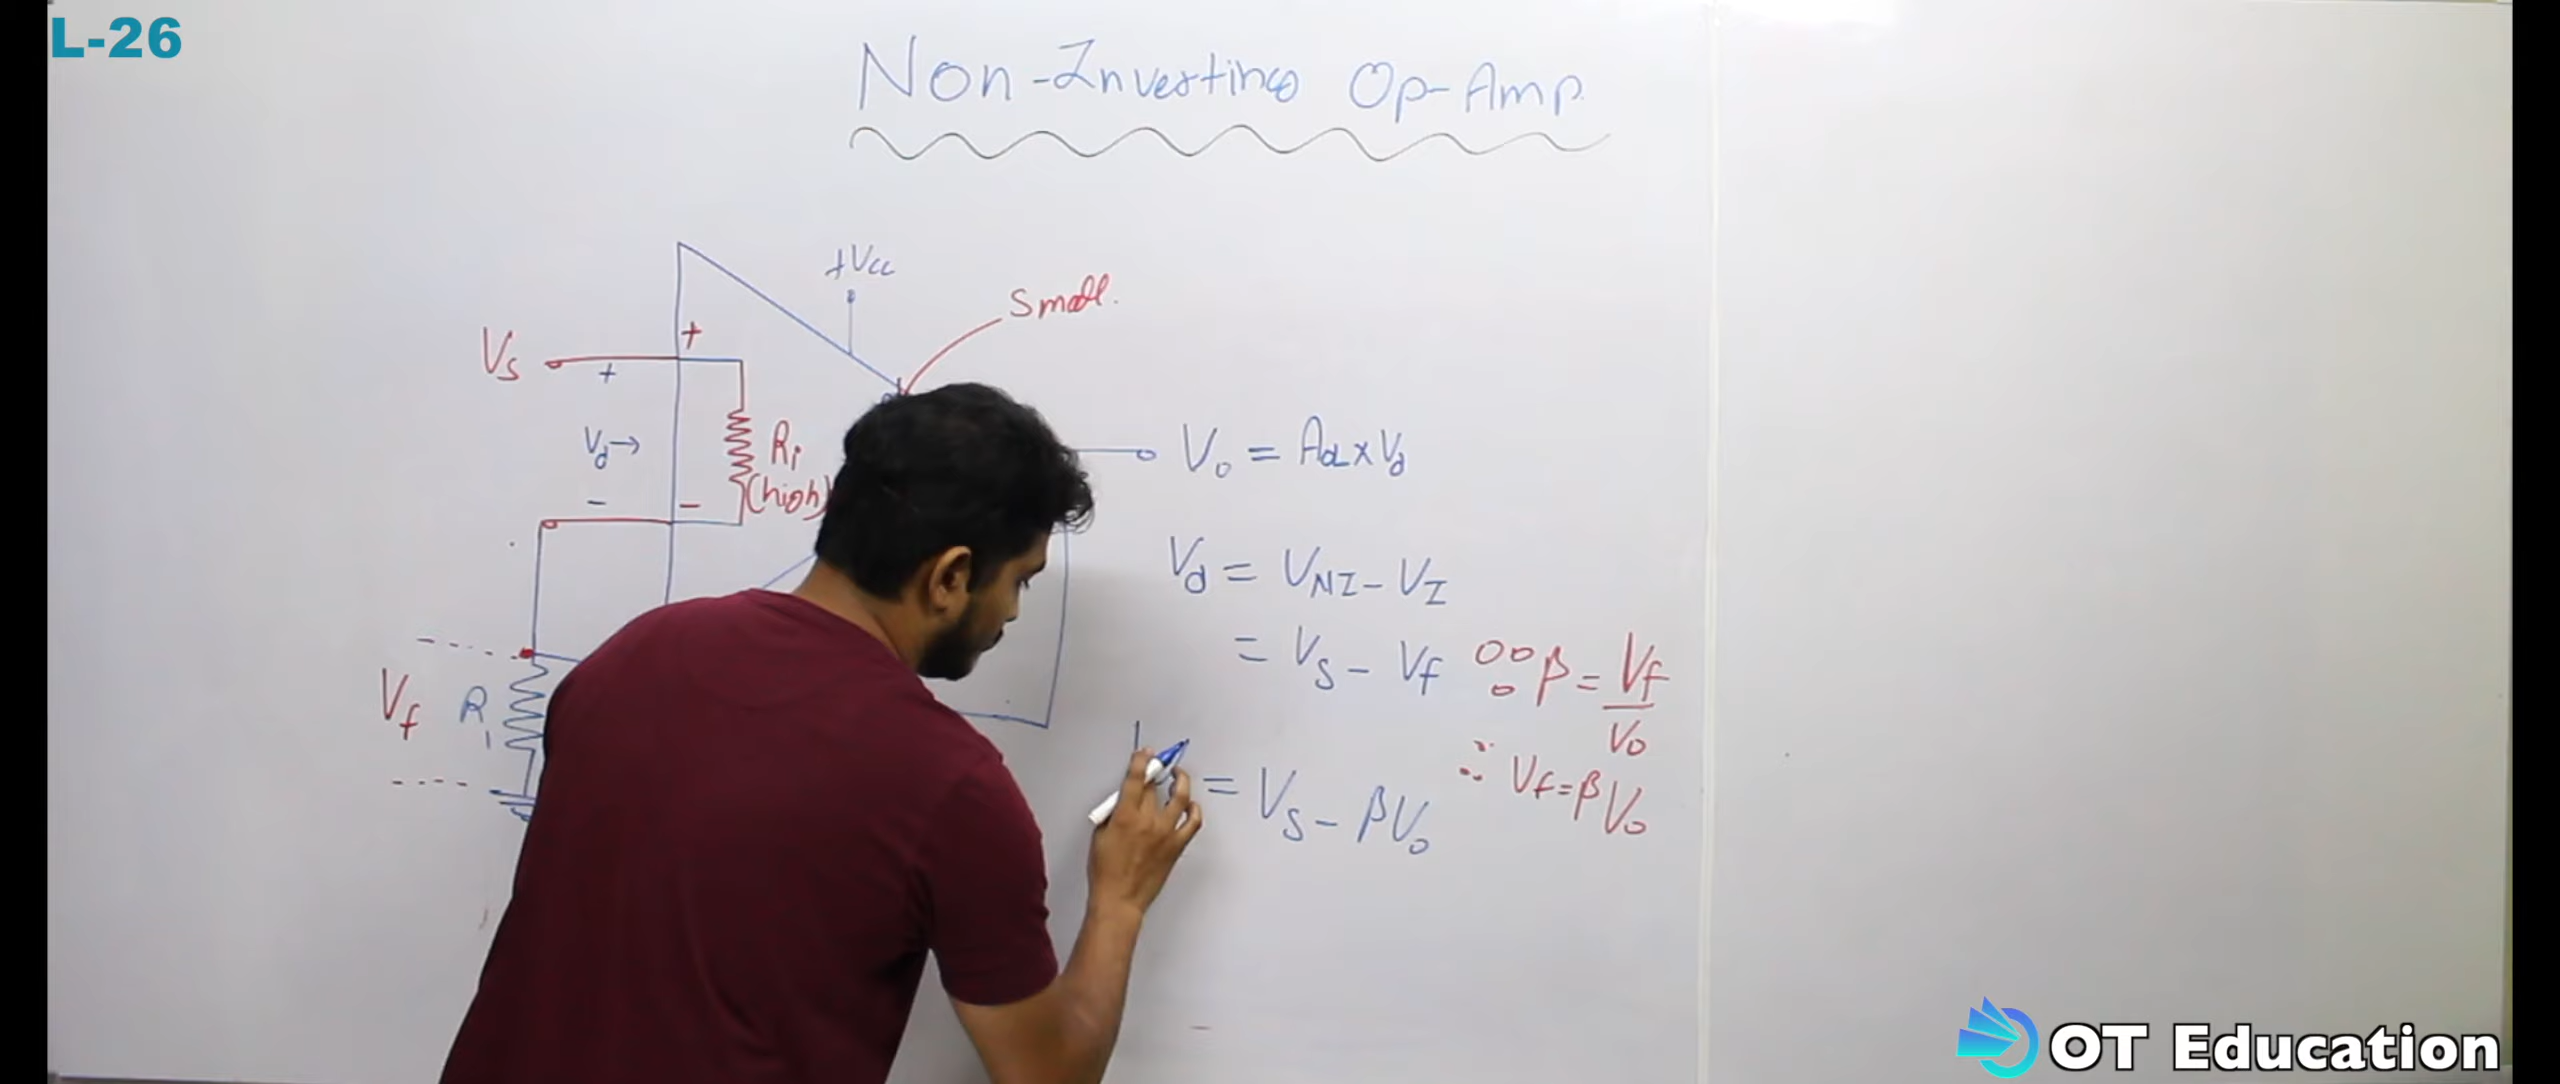 L-26
Non-Inverting Op-Amp
+Vcc
Small.
Vs
+
+
Vd→
Ri
(high)
-
-
Vo = AOL×Vd
Vd = VNI - VI
= Vs - Vf
∵ β = Vf/Vo
∴ Vf = βVo
= Vs - βVo
Vf
R1
OT Education